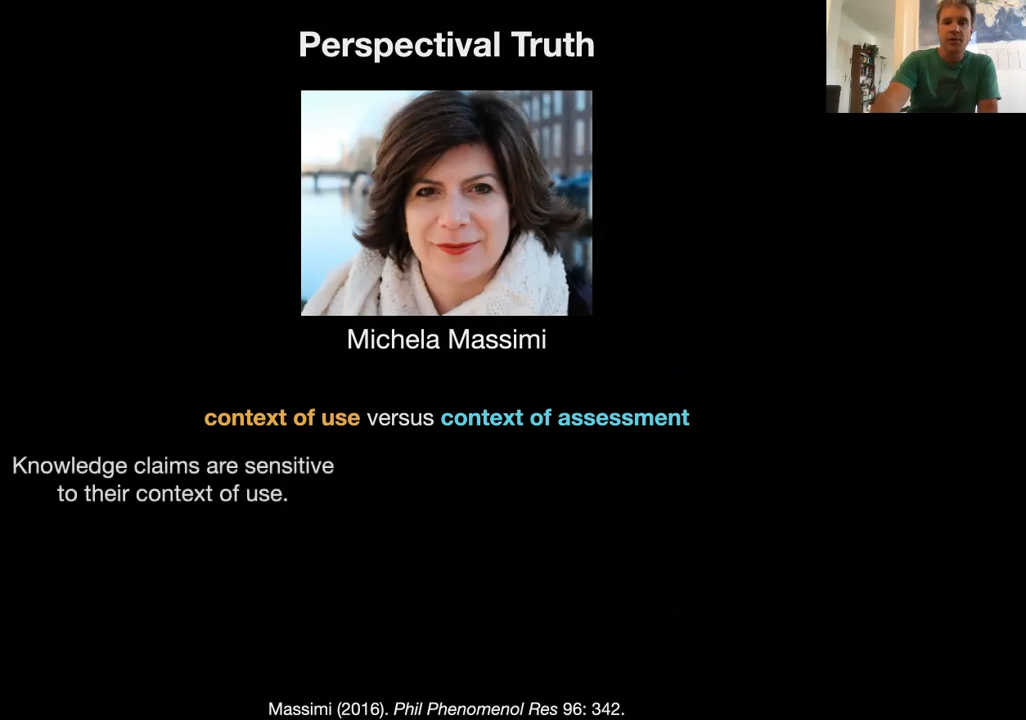 Perspectival Truth
Michela Massimi
context of use versus context of assessment
Knowledge claims are sensitive
to their context of use.
Massimi (2016). Phil Phenomenol Res 96: 342.